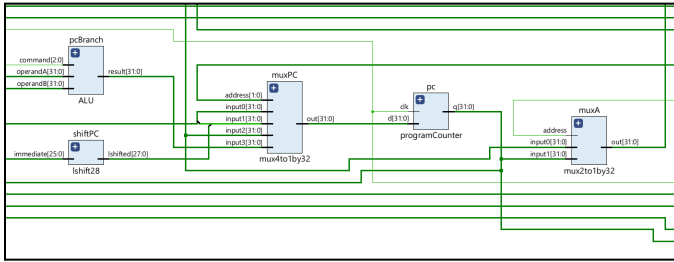 pcBranch
command[2:0]
operandA[31:0]
operandB[31:0]
result[31:0]
ALU
shiftPC
immediate[25:0]
lshifted[27:0]
lshift28
muxPC
address[1:0]
input0[31:0]
input1[31:0]
input2[31:0]
input3[31:0]
out[31:0]
mux4to1by32
pc
clk
d[31:0]
q[31:0]
programCounter
muxA
address
input0[31:0]
input1[31:0]
out[31:0]
mux2to1by32